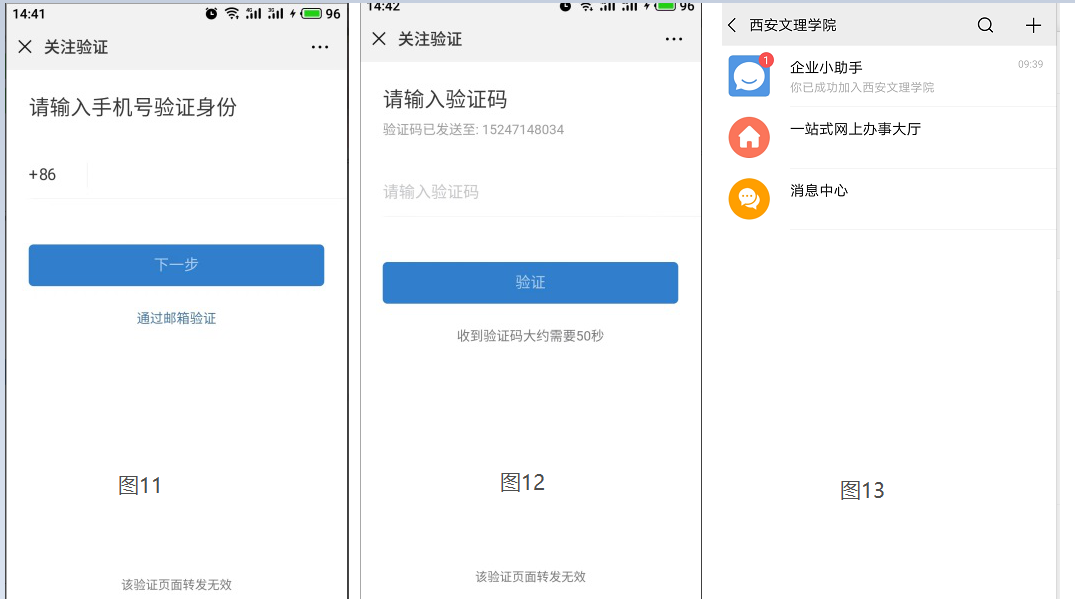 14:41
4G 3G 96
关注验证
请输入手机号验证身份
+86
下一步
通过邮箱验证
图11
该验证页面转发无效
14:42
96
关注验证
请输入验证码
验证码已发送至: 15247148034
请输入验证码
验证
收到验证码大约需要50秒
图12
该验证页面转发无效
西安文理学院
1
企业小助手
09:39
你已成功加入西安文理学院
一站式网上办事大厅
消息中心
图13